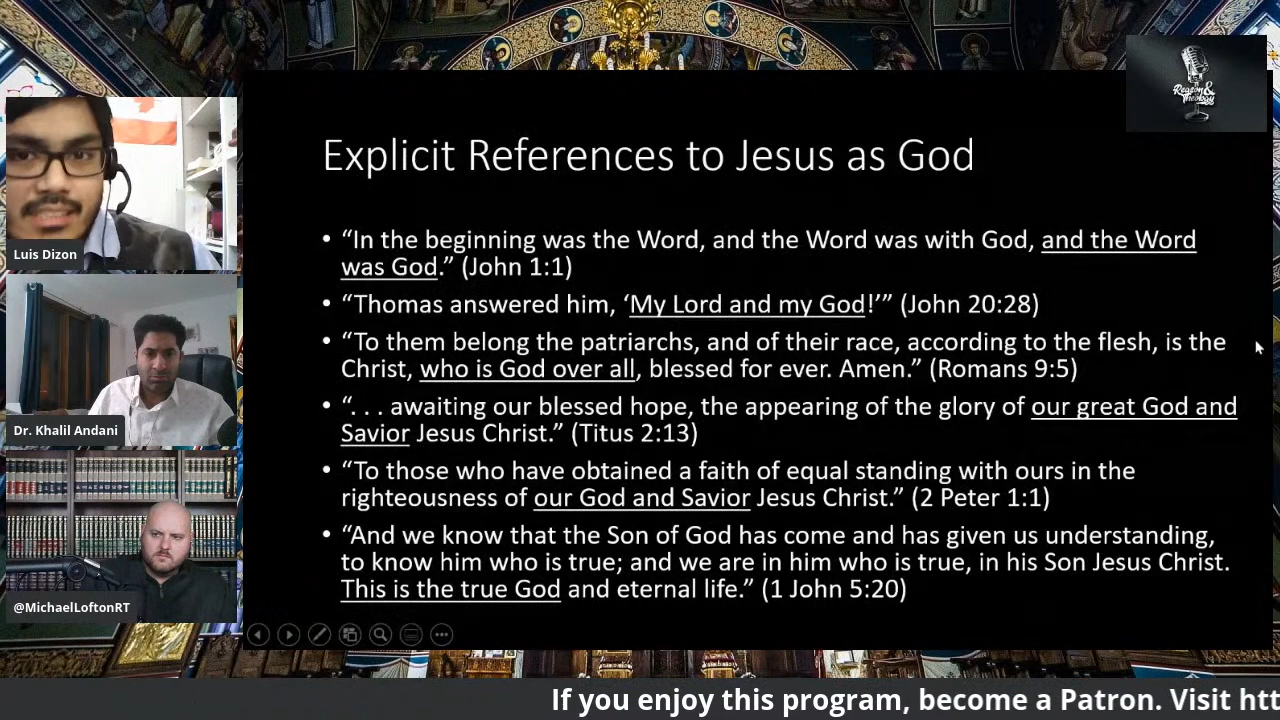 Reason &
Theology
Explicit References to Jesus as God
• “In the beginning was the Word, and the Word was with God, and the Word
was God.” (John 1:1)
• “Thomas answered him, ‘My Lord and my God!’” (John 20:28)
• “To them belong the patriarchs, and of their race, according to the flesh, is the
Christ, who is God over all, blessed for ever. Amen.” (Romans 9:5)
• “. . . awaiting our blessed hope, the appearing of the glory of our great God and
Savior Jesus Christ.” (Titus 2:13)
• “To those who have obtained a faith of equal standing with ours in the
righteousness of our God and Savior Jesus Christ.” (2 Peter 1:1)
• “And we know that the Son of God has come and has given us understanding,
to know him who is true; and we are in him who is true, in his Son Jesus Christ.
This is the true God and eternal life.” (1 John 5:20)
Luis Dizon
Dr. Khalil Andani
@MichaelLoftonRT
If you enjoy this program, become a Patron. Visit htt